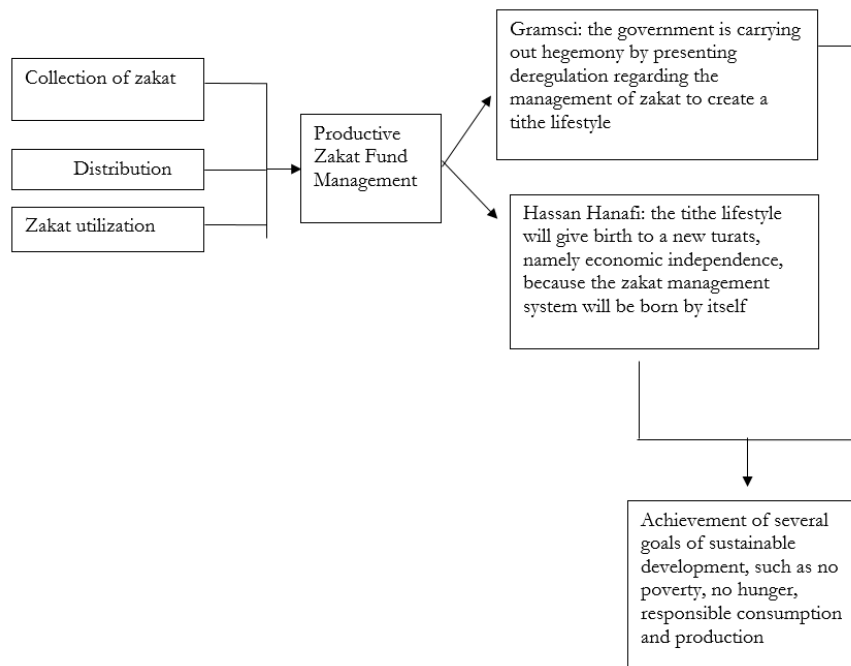 Collection of zakat
Distribution
Zakat utilization
Productive
Zakat Fund
Management
Gramsci: the government is carrying
out hegemony by presenting
deregulation regarding the
management of zakat to create a
tithe lifestyle
Hassan Hanafi: the tithe lifestyle
will give birth to a new turats,
namely economic independence,
because the zakat management
system will be born by itself
Achievement of several
goals of sustainable
development, such as no
poverty, no hunger,
responsible consumption
and production